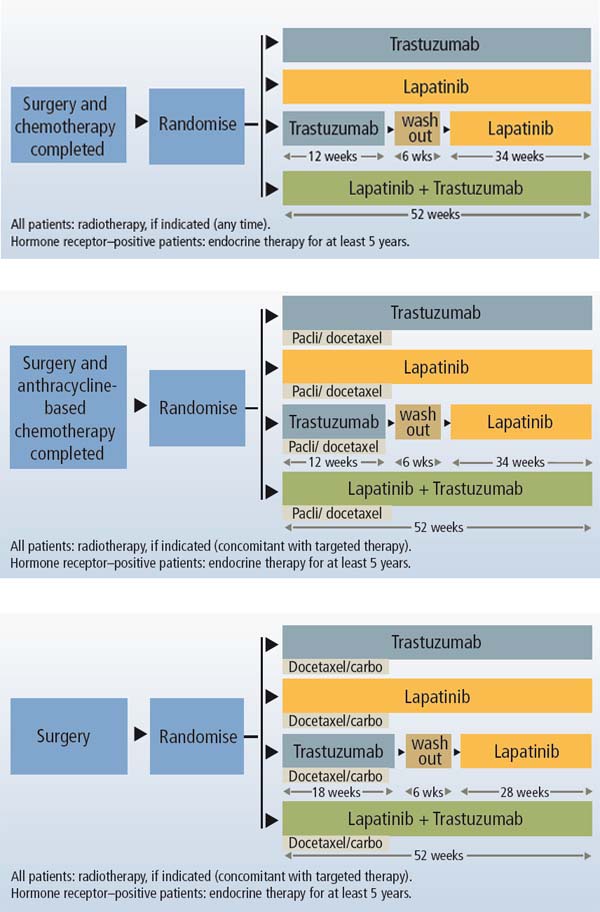 Trastuzumab
Lapatinib
Surgery and
chemotherapy
completed
Randomise
Trastuzumab
wash
out
Lapatinib
12 weeks
6 wks
34 weeks
Lapatinib + Trastuzumab
52 weeks
All patients: radiotherapy, if indicated (any time).
Hormone receptor–positive patients: endocrine therapy for at least 5 years.
Trastuzumab
Pacli/ docetaxel
Lapatinib
Pacli/ docetaxel
Surgery and
anthracycline-
based
chemotherapy
completed
Randomise
Trastuzumab
wash
out
Lapatinib
Pacli/ docetaxel
12 weeks
6 wks
34 weeks
Lapatinib + Trastuzumab
Pacli/ docetaxel
52 weeks
All patients: radiotherapy, if indicated (concomitant with targeted therapy).
Hormone receptor–positive patients: endocrine therapy for at least 5 years.
Trastuzumab
Docetaxel/carbo
Lapatinib
Docetaxel/carbo
Surgery
Randomise
Trastuzumab
wash
out
Lapatinib
Docetaxel/carbo
18 weeks
6 wks
28 weeks
Lapatinib + Trastuzumab
Docetaxel/carbo
52 weeks
All patients: radiotherapy, if indicated (concomitant with targeted therapy).
Hormone receptor–positive patients: endocrine therapy for at least 5 years.